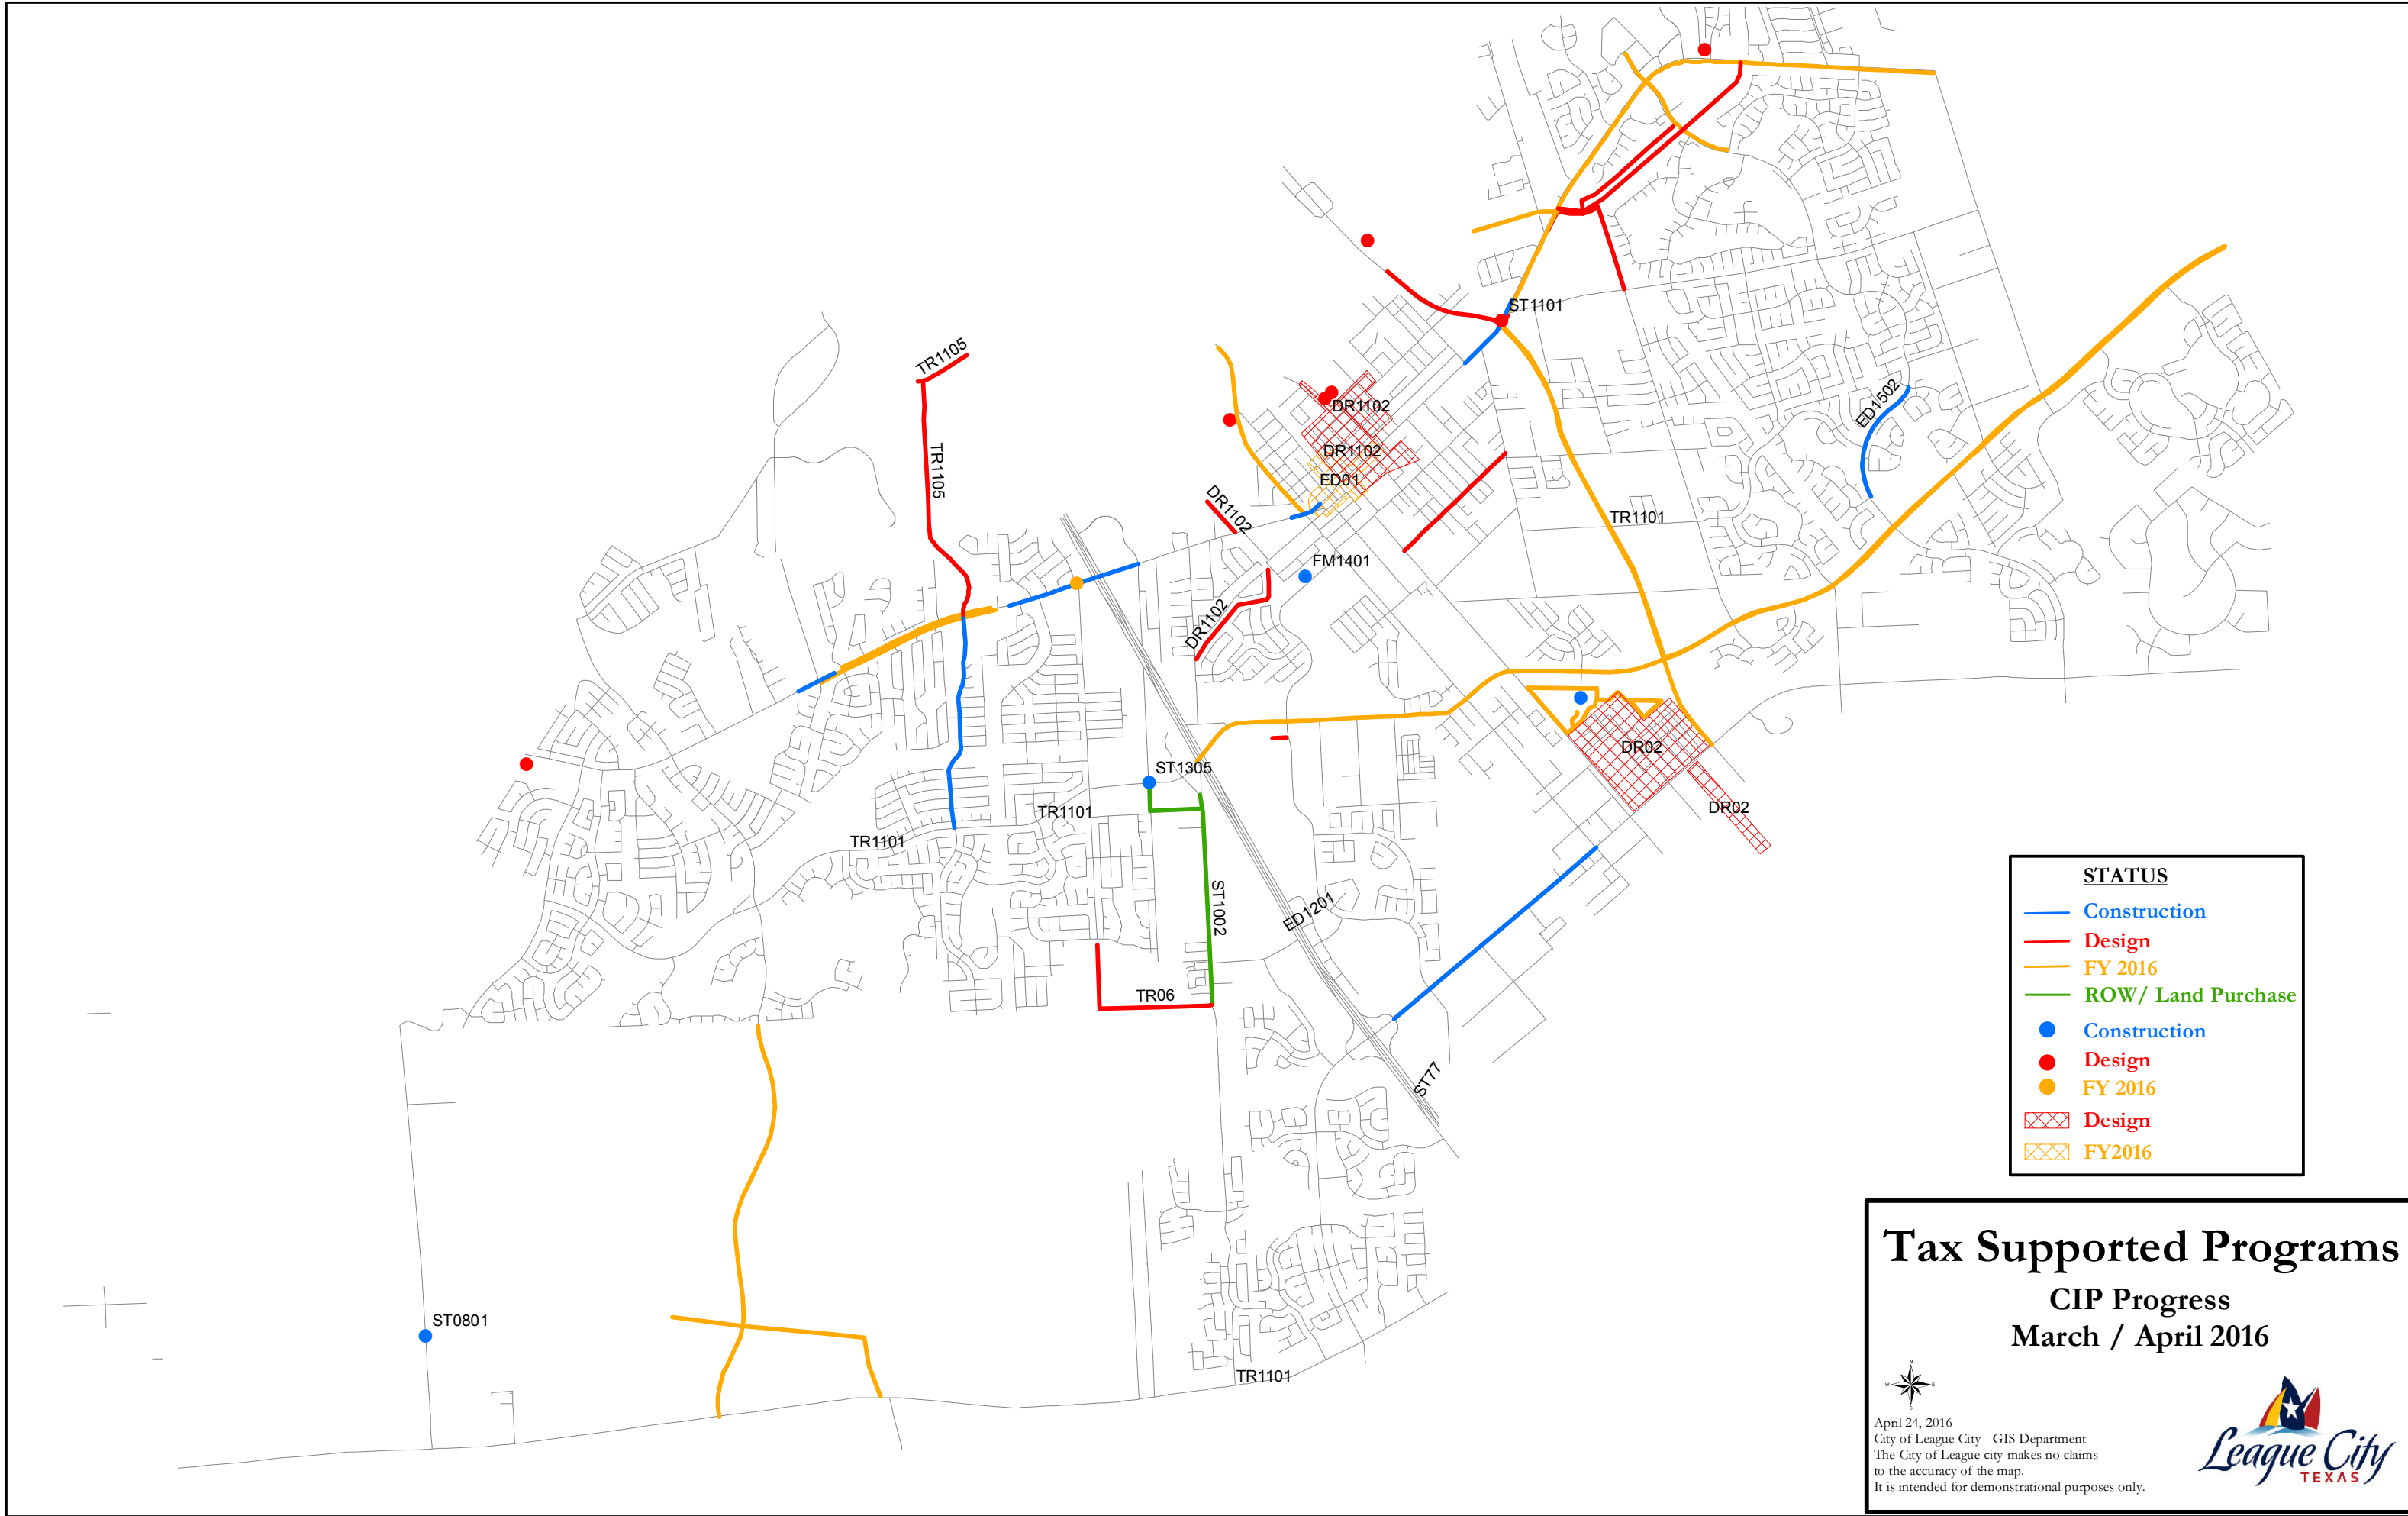 ST1101
TR1105
TR1105
DR1102
DR1102
ED01
ED1502
DR1102
TR1101
FM1401
DR1102
DR02
ST1305
DR02
TR1101
TR1101
ST1002
ED1201
TR06
ST77
ST0801
TR1101
STATUS
Construction
Design
FY 2016
ROW/ Land Purchase
Construction
Design
FY 2016
Design
FY2016
Tax Supported Programs
CIP Progress
March / April 2016
N
W E
S
April 24, 2016
City of League City - GIS Department
The City of League city makes no claims
to the accuracy of the map.
It is intended for demonstrational purposes only.
League City
TEXAS